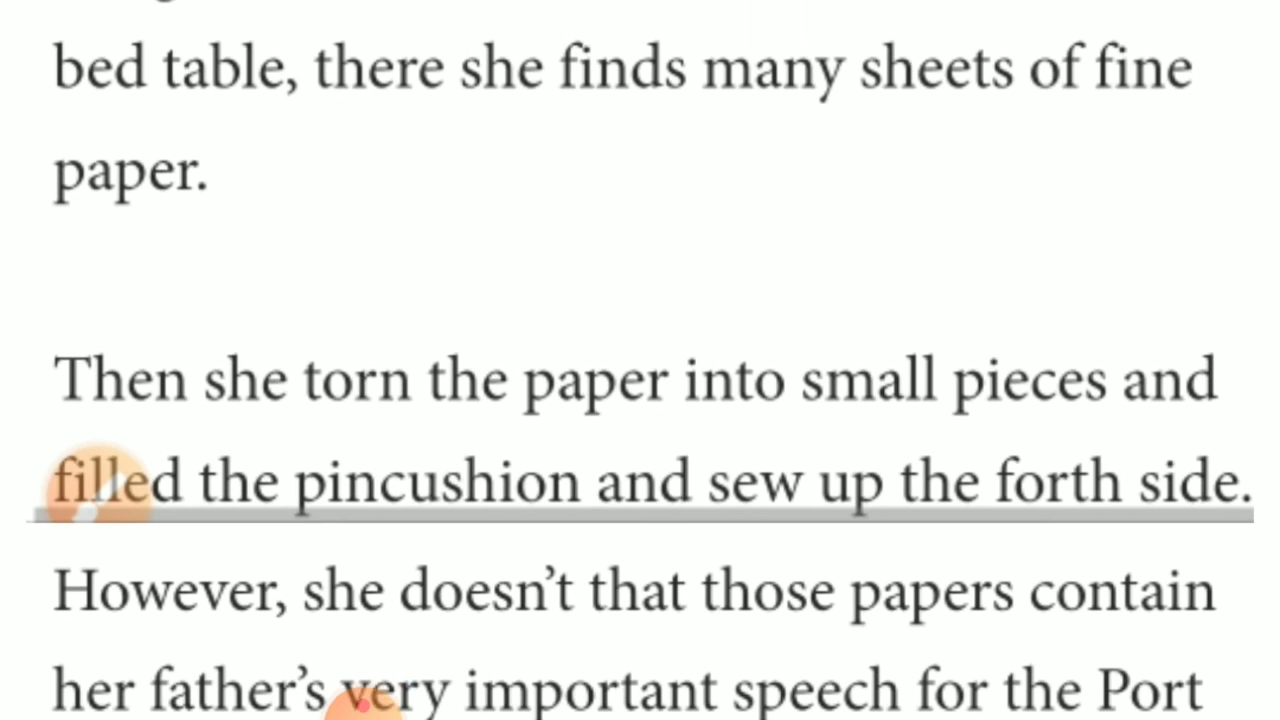 bed table, there she finds many sheets of fine
paper.
Then she torn the paper into small pieces and
filled the pincushion and sew up the forth side.
However, she doesn’t that those papers contain
her father’s very important speech for the Port